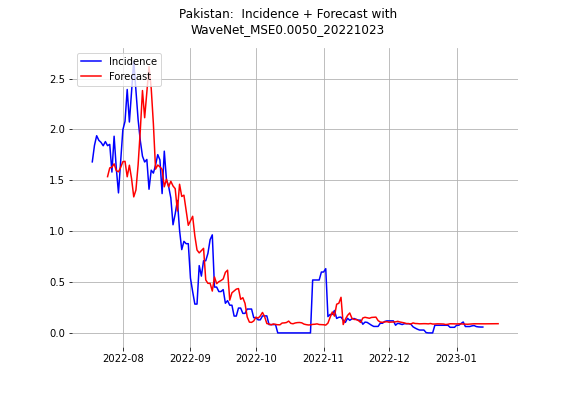 Pakistan:  Incidence + Forecast with
WaveNet_MSE0.0050_20221023
Incidence
Forecast
2.5
2.0
1.5
1.0
0.5
0.0
2022-08 2022-09 2022-10 2022-11 2022-12 2023-01